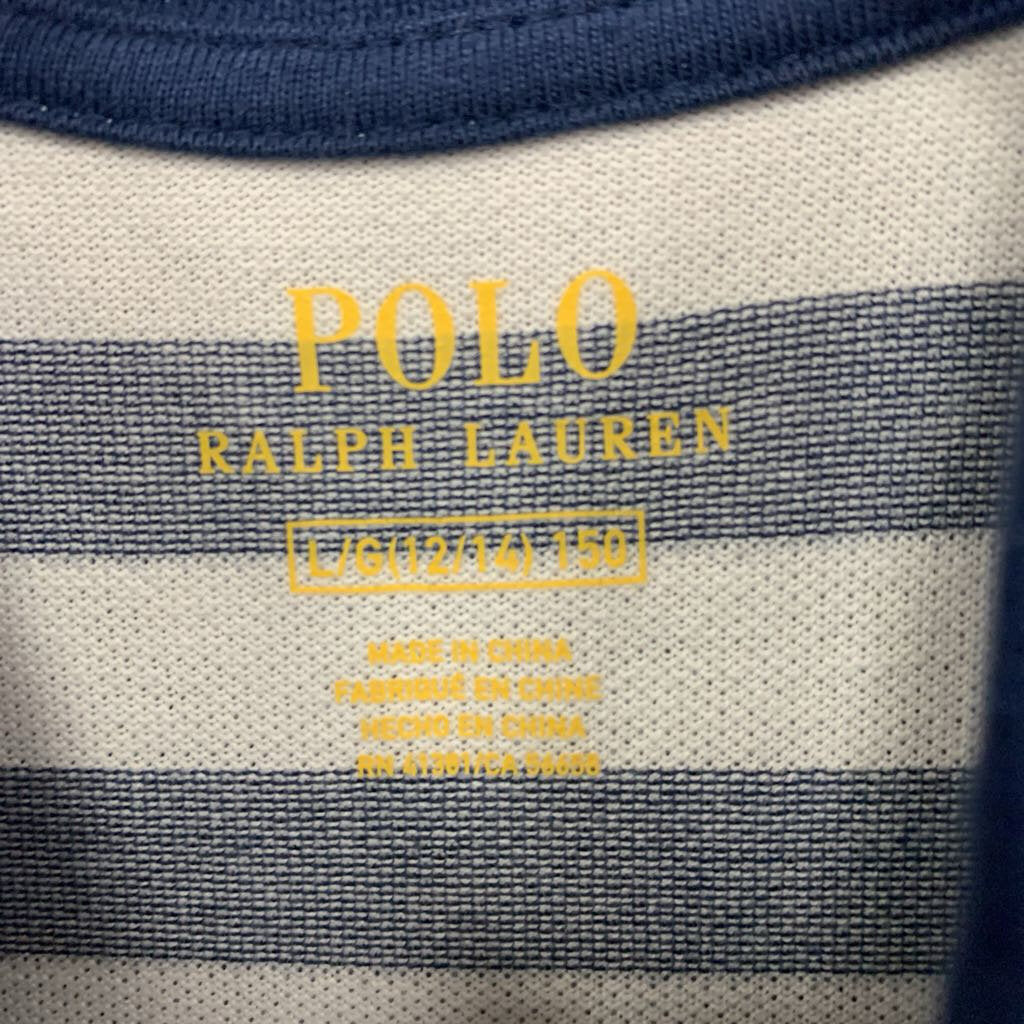 POLO
RALPH LAUREN
L/G(12/14) 150
MADE IN CHINA
FABRIQUÉ EN CHINE
HECHO EN CHINA
RN 41381/CA 56658